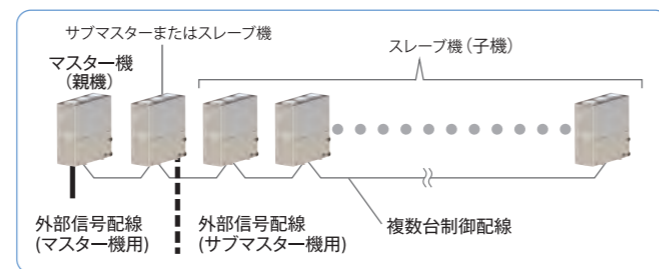 サブマスターまたはスレーブ機
マスター機
（親機）
スレーブ機（子機）
外部信号配線
(マスター機用)
外部信号配線
(サブマスター機用)
複数台制御配線